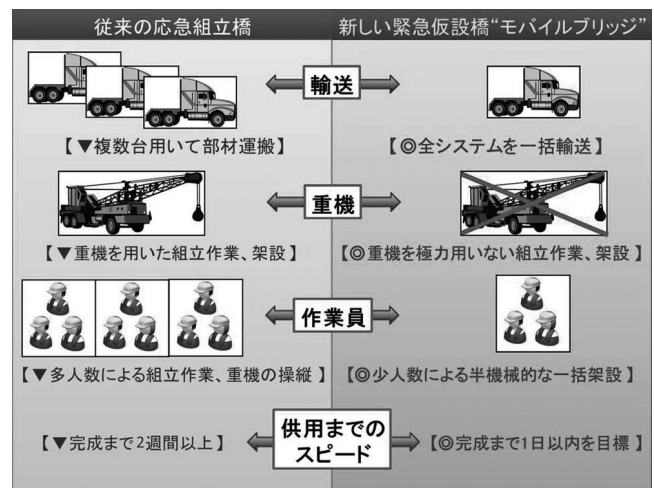 従来の応急組立橋
新しい緊急仮設橋“モバイルブリッジ”
輸送
【▼複数台用いて部材運搬】
【◎全システムを一括輸送】
重機
【▼重機を用いた組立作業、架設】
【◎重機を極力用いない組立作業、架設】
作業員
【▼多人数による組立作業、重機の操縦】
【◎少人数による半機械的な一括架設】
供用までの
スピード
【▼完成まで2週間以上】
【◎完成まで1日以内を目標】